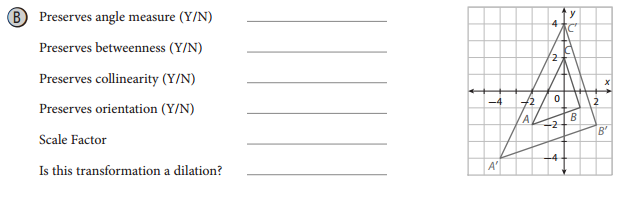 B Preserves angle measure (Y/N)
Preserves betweenness (Y/N)
Preserves collinearity (Y/N)
Preserves orientation (Y/N)
Scale Factor
Is this transformation a dilation?
y
4
C′
2
C
x
−4
−2
0
2
A
−2
B
B′
−4
A′